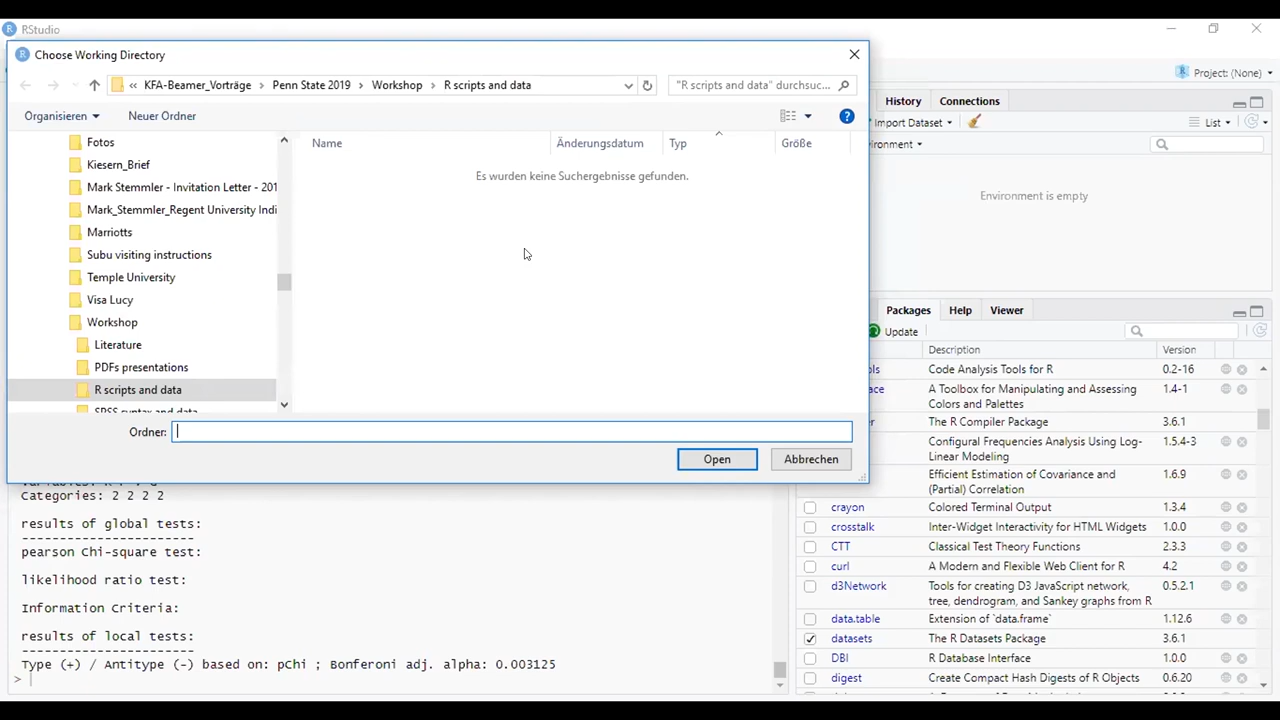 RStudio
Choose Working Directory
« KFA-Beamer_Vorträge › Penn State 2019 › Workshop › R scripts and data
"R scripts and data" durchsuc...
Organisieren
Neuer Ordner
Fotos
Kiesern_Brief
Mark Stemmler - Invitation Letter - 201
Mark_Stemmler_Regent University Indi
Marriotts
Subu visiting instructions
Temple University
Visa Lucy
Workshop
Literature
PDFs presentations
R scripts and data
SPSS syntax and data
Name
Änderungsdatum
Typ
Größe
Es wurden keine Suchergebnisse gefunden.
Ordner:
Open
Abbrechen
Project: (None)
History
Connections
Import Dataset
List
ironment
Environment is empty
Packages
Help
Viewer
Update
Description
Version
ols Code Analysis Tools for R 0.2-16
ace A Toolbox for Manipulating and Assessing 1.4-1
Colors and Palettes
er The R Compiler Package 3.6.1
Configural Frequencies Analysis Using Log- 1.5.4-3
Linear Modeling
Efficient Estimation of Covariance and 1.6.9
(Partial) Correlation
crayon Colored Terminal Output 1.3.4
crosstalk Inter-Widget Interactivity for HTML Widgets 1.0.0
CTT Classical Test Theory Functions 2.3.3
curl A Modern and Flexible Web Client for R 4.2
d3Network Tools for creating D3 JavaScript network, 0.5.2.1
tree, dendrogram, and Sankey graphs from R
data.table Extension of `data.frame` 1.12.6
datasets The R Datasets Package 3.6.1
DBI R Database Interface 1.0.0
digest Create Compact Hash Digests of R Objects 0.6.20
Categories: 2 2 2 2
results of global tests:
-----------------------
pearson Chi-square test:
likelihood ratio test:
Information Criteria:
results of local tests:
-----------------------
Type (+) / Antitype (-) based on: pChi ; Bonferoni adj. alpha: 0.003125
>